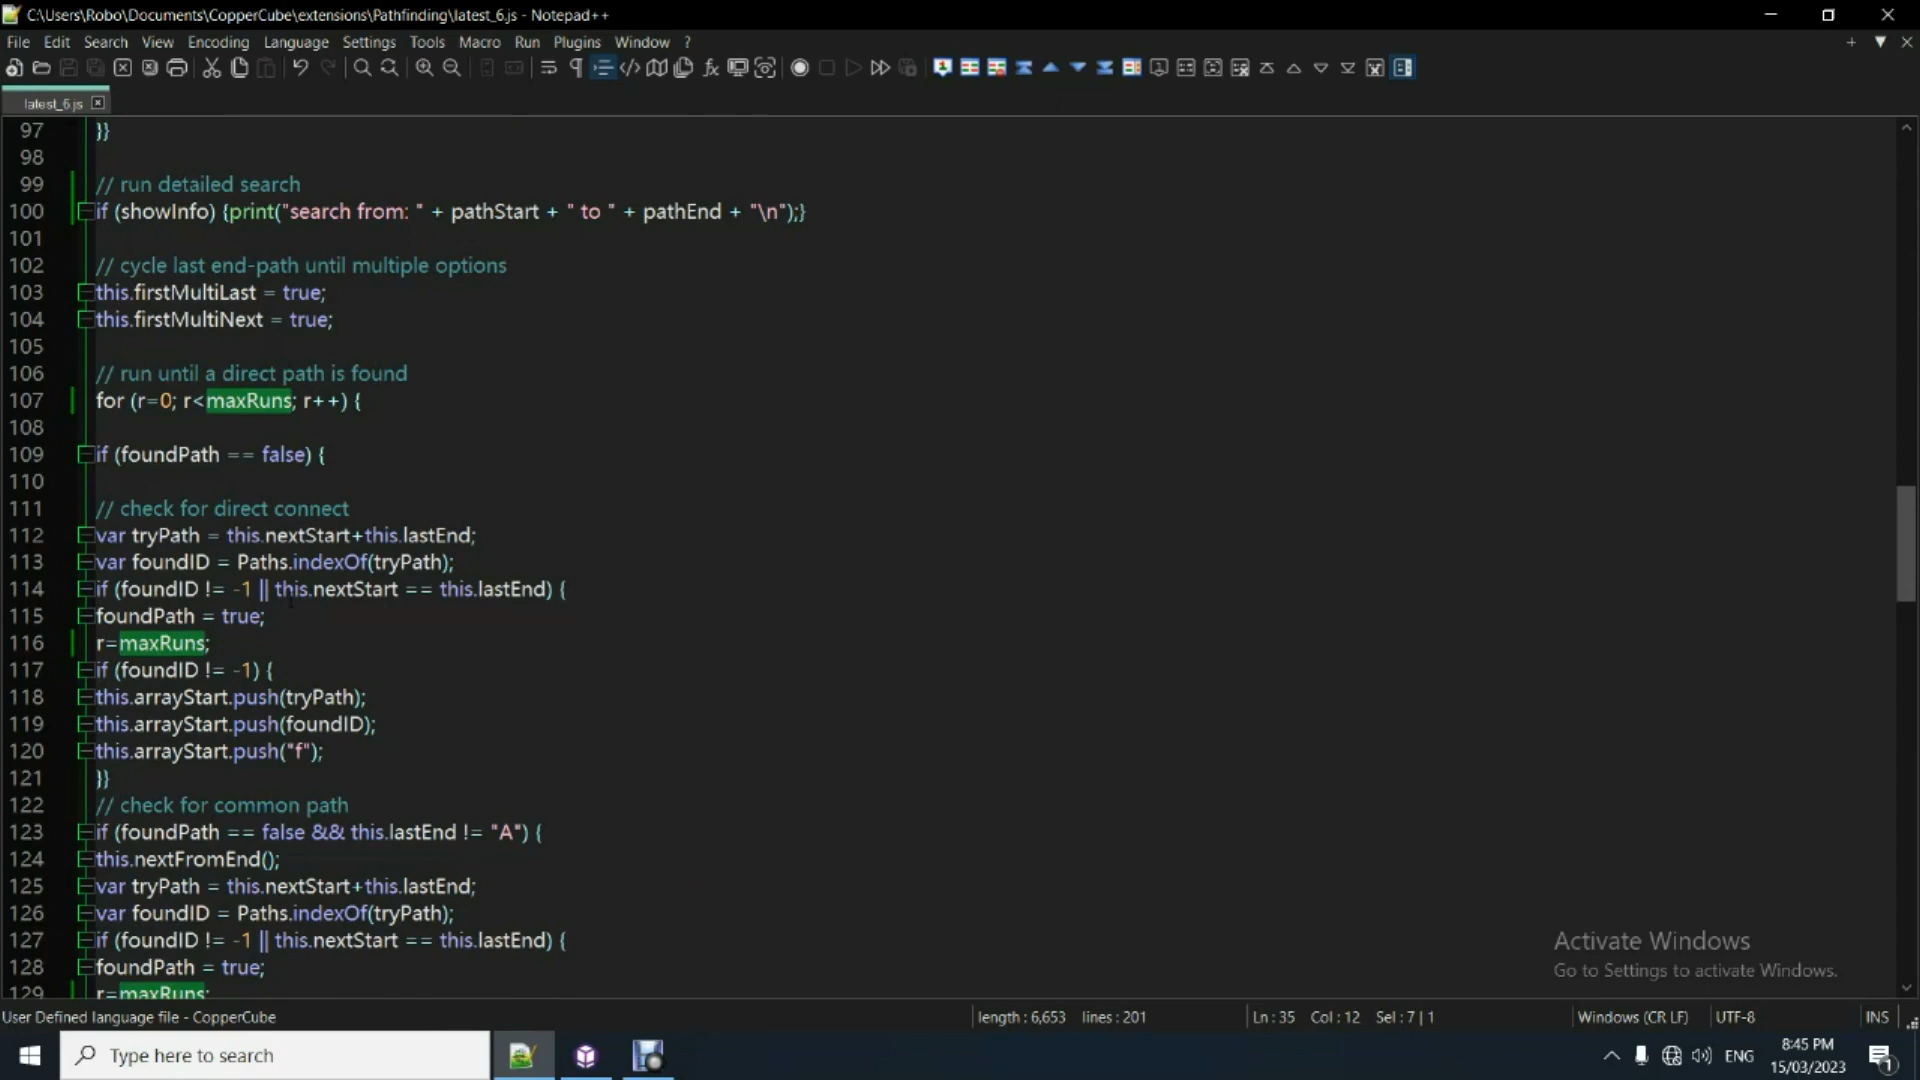 C:\Users\Robo\Documents\CopperCube\extensions\Pathfinding\latest_6.js - Notepad++
File Edit Search View Encoding Language Settings Tools Macro Run Plugins Window ?
latest_6.js
97 }}
98
99 // run detailed search
100 if (showInfo) {print("search from: " + pathStart + " to " + pathEnd + "\n");}
101
102 // cycle last end-path until multiple options
103 this.firstMultiLast = true;
104 this.firstMultiNext = true;
105
106 // run until a direct path is found
107 for (r=0; r<maxRuns; r++) {
108
109 if (foundPath == false) {
110
111 // check for direct connect
112 var tryPath = this.nextStart+this.lastEnd;
113 var foundID = Paths.indexOf(tryPath);
114 if (foundID != -1 || this.nextStart == this.lastEnd) {
115 foundPath = true;
116 r=maxRuns;
117 if (foundID != -1) {
118 this.arrayStart.push(tryPath);
119 this.arrayStart.push(foundID);
120 this.arrayStart.push("f");
121 }}
122 // check for common path
123 if (foundPath == false && this.lastEnd != "A") {
124 this.nextFromEnd();
125 var tryPath = this.nextStart+this.lastEnd;
126 var foundID = Paths.indexOf(tryPath);
127 if (foundID != -1 || this.nextStart == this.lastEnd) {
128 foundPath = true;
129 r=maxRuns;
Activate Windows
Go to Settings to activate Windows.
User Defined language file - CopperCube length : 6,653 lines : 201 Ln : 35 Col : 12 Sel : 7 | 1 Windows (CR LF) UTF-8 INS
Type here to search ENG 8:45 PM
15/03/2023 1